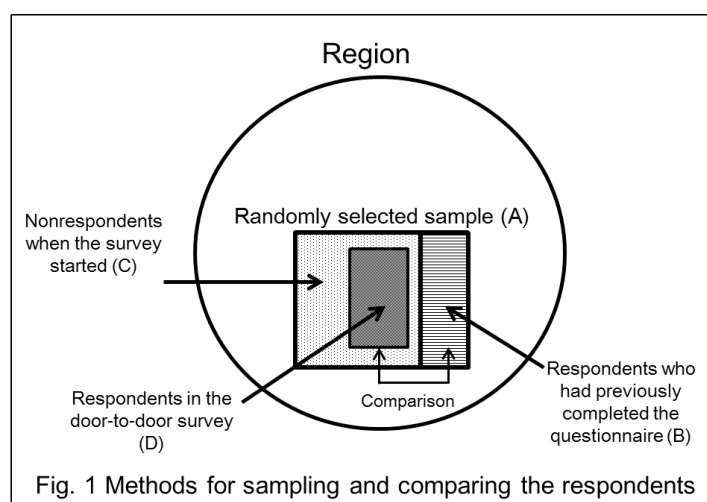 Region
Randomly selected sample (A)
Nonrespondents
when the survey
started (C)
Respondents in the
door-to-door survey
(D)
Comparison
Respondents who
had previously
completed the
questionnaire (B)
Fig. 1 Methods for sampling and comparing the respondents